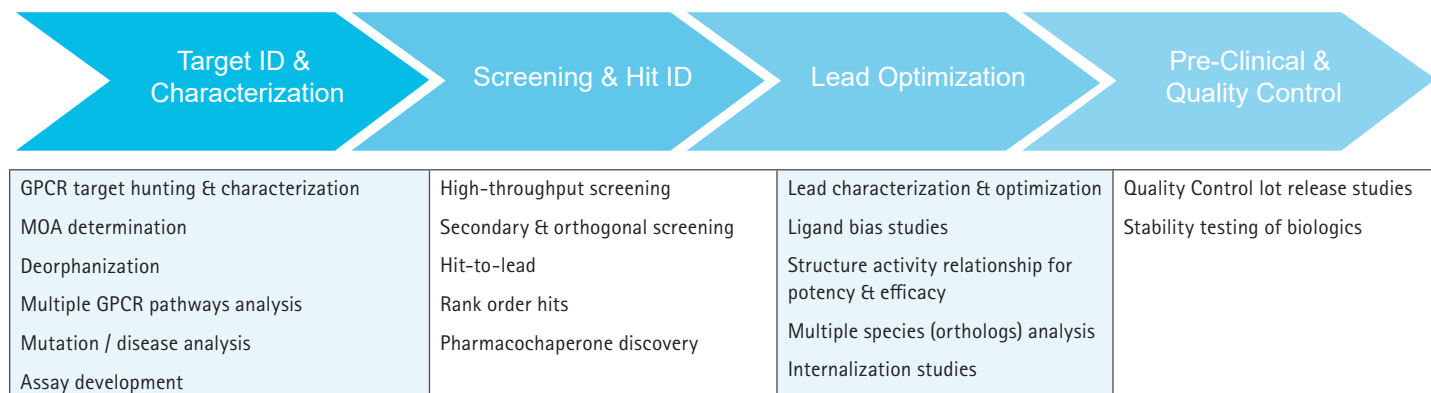 Target ID &
Characterization
Screening & Hit ID
Lead Optimization
Pre-Clinical &
Quality Control
GPCR target hunting & characterization
MOA determination
Deorphanization
Multiple GPCR pathways analysis
Mutation / disease analysis
Assay development
High-throughput screening
Secondary & orthogonal screening
Hit-to-lead
Rank order hits
Pharmacochaperone discovery
Lead characterization & optimization
Ligand bias studies
Structure activity relationship for
potency & efficacy
Multiple species (orthologs) analysis
Internalization studies
Quality Control lot release studies
Stability testing of biologics